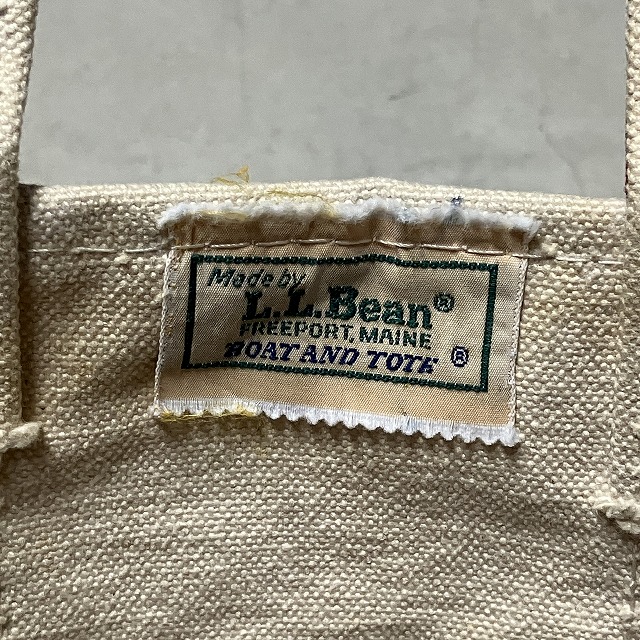 Made by
L.L.Bean®
FREEPORT, MAINE
BOAT AND TOTE ®